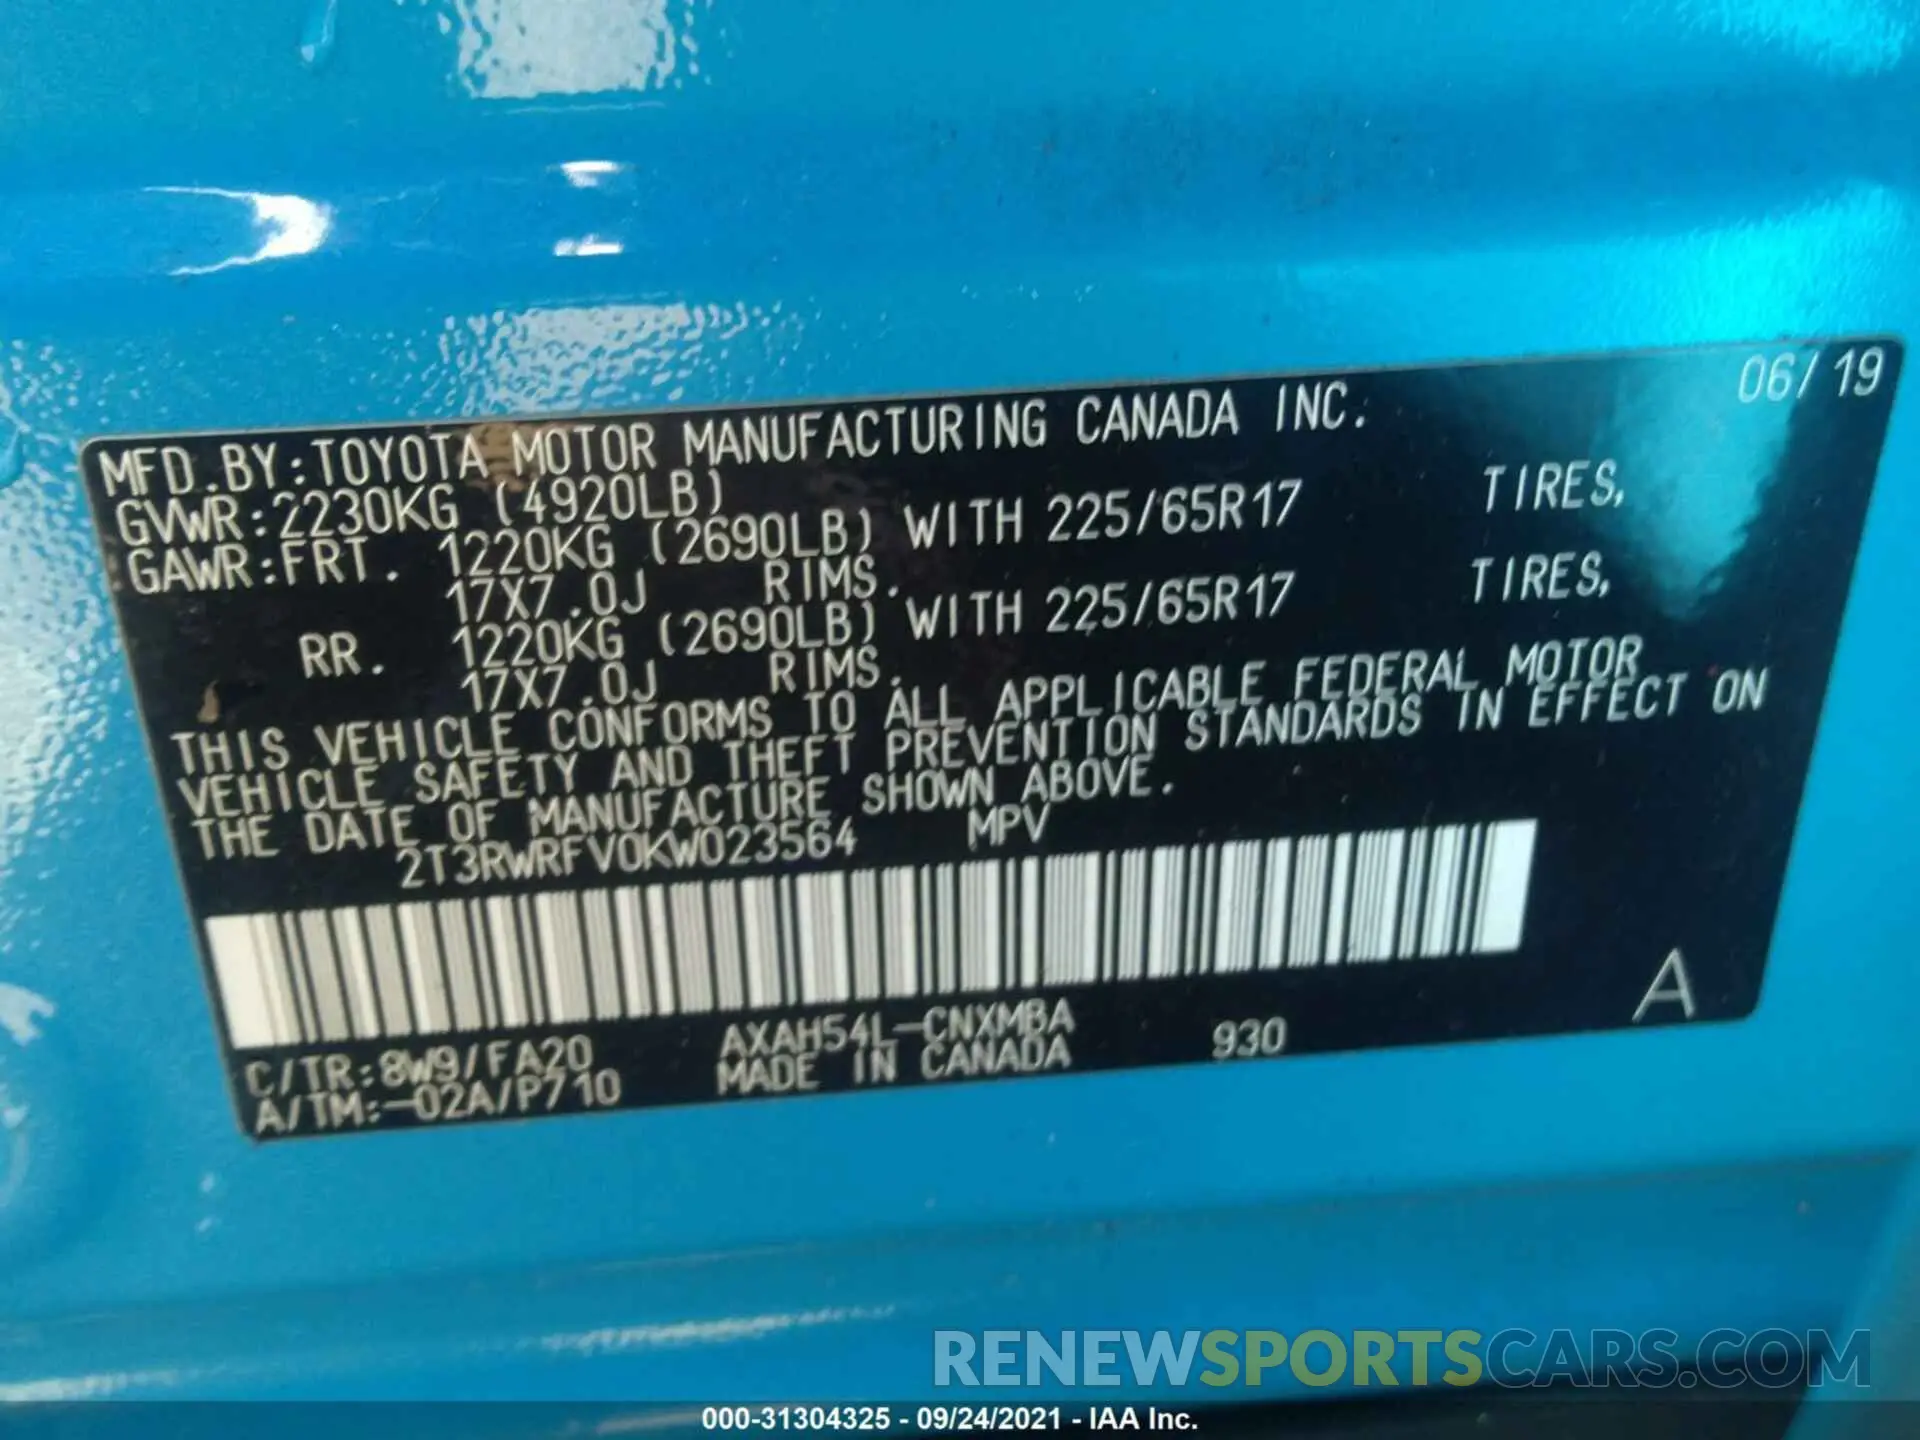 06/19
MFD.BY:TOYOTA MOTOR MANUFACTURING CANADA INC.
GVWR:2230KG (4920LB)
GAWR:FRT. 1220KG (2690LB) WITH 225/65R17 TIRES,
17X7.0J RIMS.
RR. 1220KG (2690LB) WITH 225/65R17 TIRES,
17X7.0J RIMS.
THIS VEHICLE CONFORMS TO ALL APPLICABLE FEDERAL MOTOR
VEHICLE SAFETY AND THEFT PREVENTION STANDARDS IN EFFECT ON
THE DATE OF MANUFACTURE SHOWN ABOVE.
2T3RWRFV0KW023564 MPV
C/TR:8W9/FA20 AXAH54L-CNXMBA 930 A
A/TM:-02A/P710 MADE IN CANADA
RENEWSPORTSCARS.COM
000-31304325 - 09/24/2021 - IAA Inc.